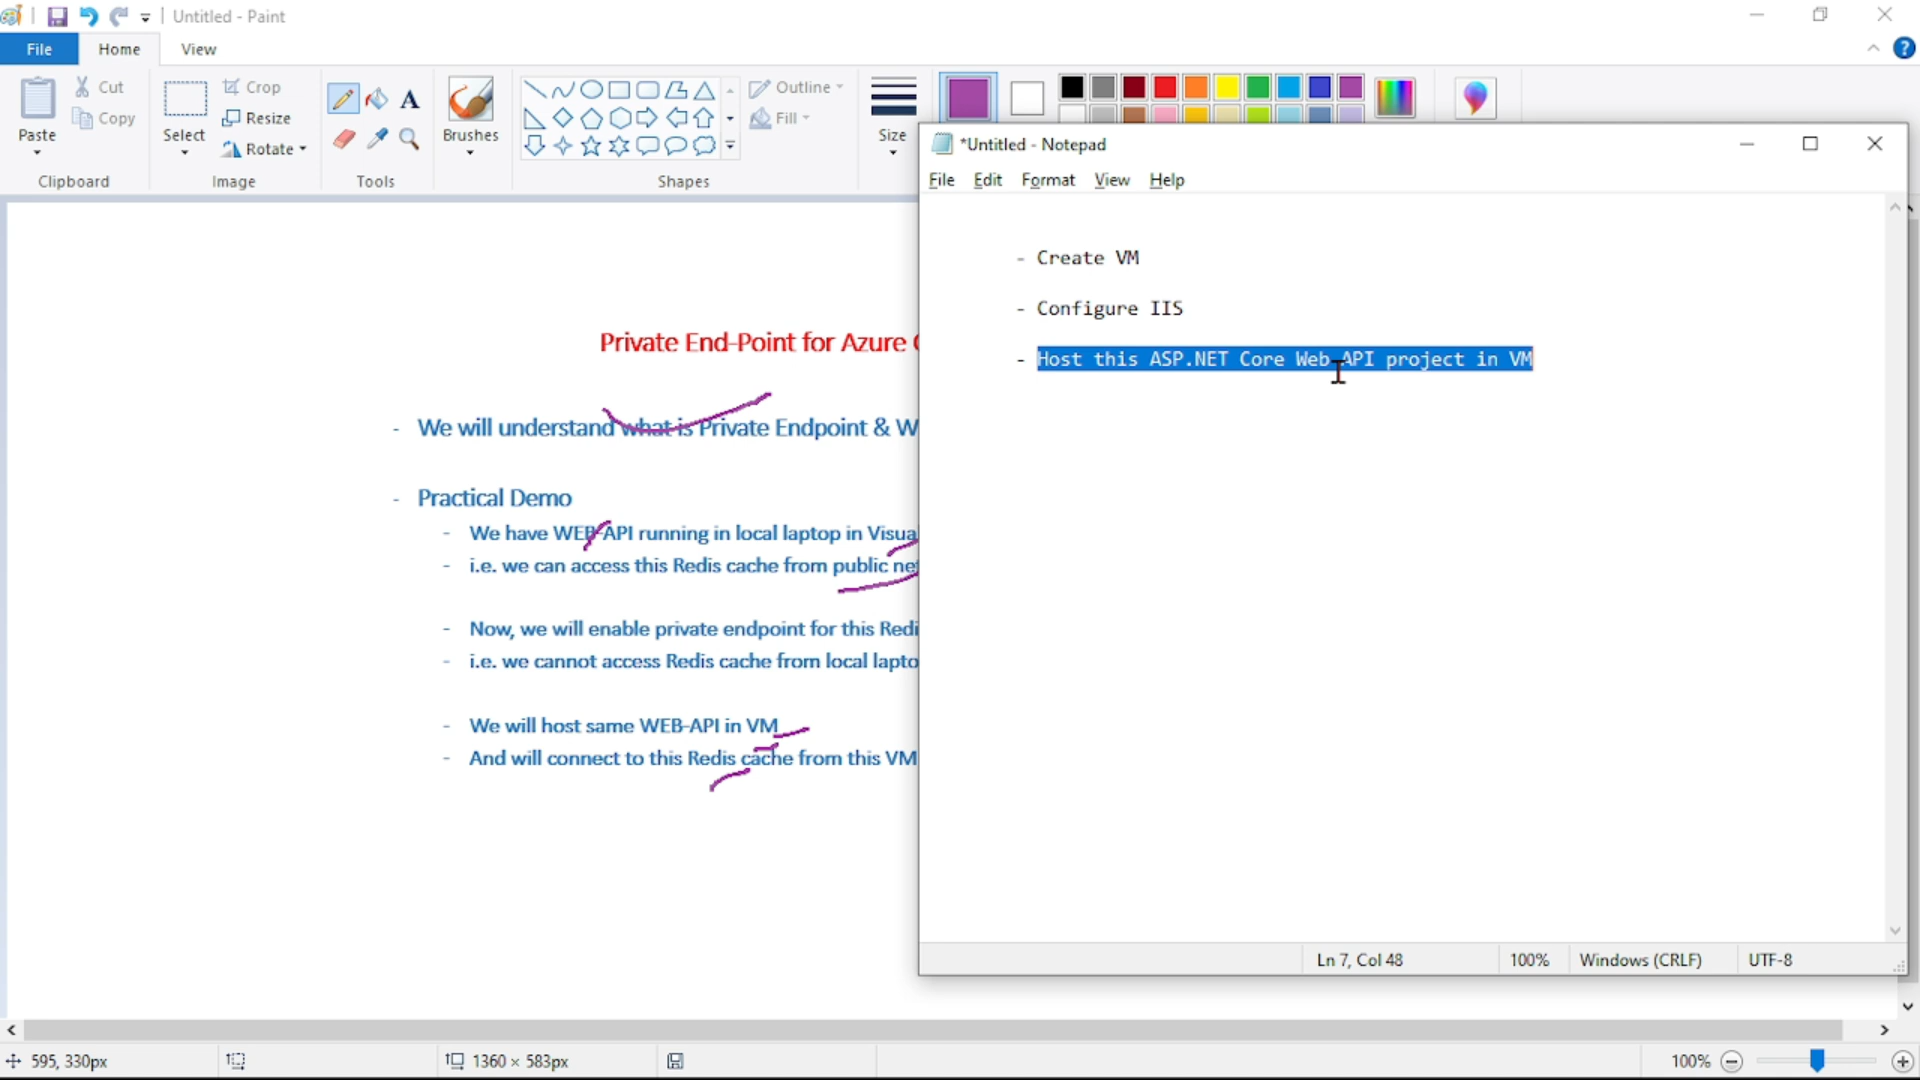 Untitled - Paint
File Home View
Cut
Copy
Paste
Clipboard
Select
Crop
Resize
Rotate
Image
Tools
Brushes
Shapes
Outline
Fill
Size
*Untitled - Notepad
File Edit Format View Help
- Create VM
- Configure IIS
- Host this ASP.NET Core Web API project in VM
Ln 7, Col 48 100% Windows (CRLF) UTF-8
Private End-Point for Azure
- We will understand what is Private Endpoint &
- Practical Demo
- We have WEB-API running in local laptop in
- i.e. we can access this Redis cache from public
- Now, we will enable private endpoint for this
- i.e. we cannot access Redis cache from local
- We will host same WEB-API in VM
- And will connect to this Redis cache from this VM
595, 330px 1360 × 583px 100%